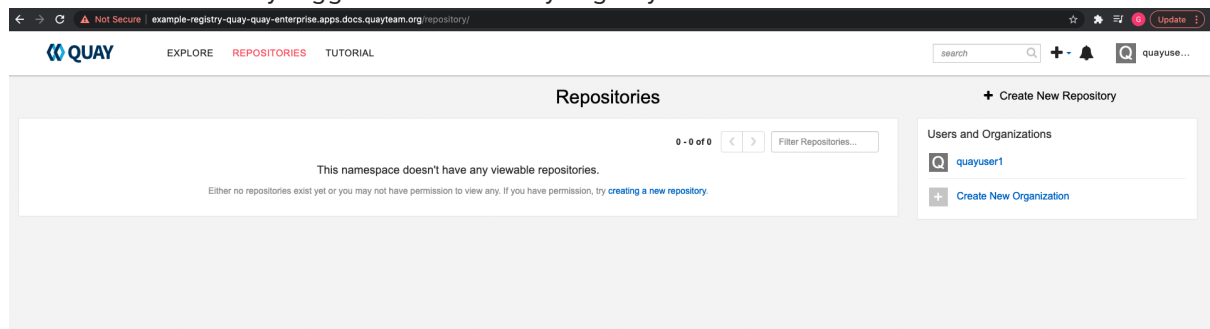 Not Secure | example-registry-quay-quay-enterprise.apps.docs.quayteam.org/repository/
G Update
QUAY EXPLORE REPOSITORIES TUTORIAL search quayuse...
Repositories + Create New Repository
0 - 0 of 0 < > Filter Repositories...
Users and Organizations
This namespace doesn't have any viewable repositories.
Q quayuser1
Either no repositories exist yet or you may not have permission to view any. If you have permission, try creating a new repository.
+ Create New Organization